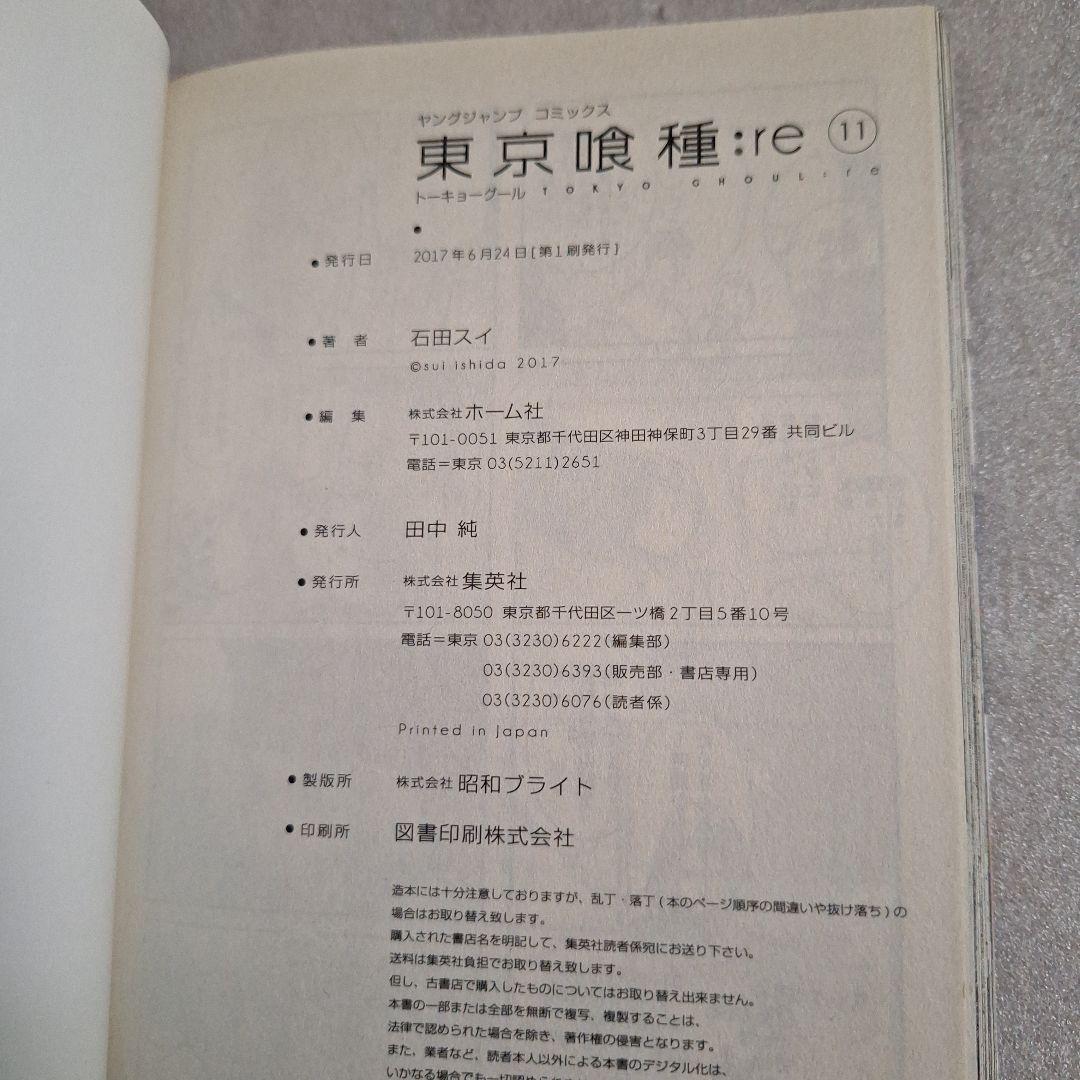 ヤングジャンプ コミックス
東京喰種:re 11
トーキョーグール TOKYO GHOUL:re
●発行日 2017年6月24日[第1刷発行]
●著 者 石田スイ
©sui ishida 2017
●編 集 株式会社ホーム社
〒101-0051 東京都千代田区神田神保町3丁目29番 共同ビル
電話=東京 03(5211)2651
●発行人 田中 純
●発行所 株式会社 集英社
〒101-8050 東京都千代田区一ツ橋2丁目5番10号
電話=東京 03(3230)6222(編集部)
03(3230)6393(販売部・書店専用)
03(3230)6076(読者係)
Printed in Japan
●製版所 株式会社 昭和ブライト
●印刷所 図書印刷株式会社
造本には十分注意しておりますが、乱丁・落丁(本のページ順序の間違いや抜け落ち)の
場合はお取り替え致します。
購入された書店名を明記して、集英社読者係宛にお送り下さい。
送料は集英社負担でお取り替え致します。
但し、古書店で購入したものについてはお取り替え出来ません。
本書の一部または全部を無断で複写、複製することは、
法律で認められた場合を除き、著作権の侵害となります。
また、業者など、読者本人以外による本書のデジタル化は、
いかなる場合でも一切認められ